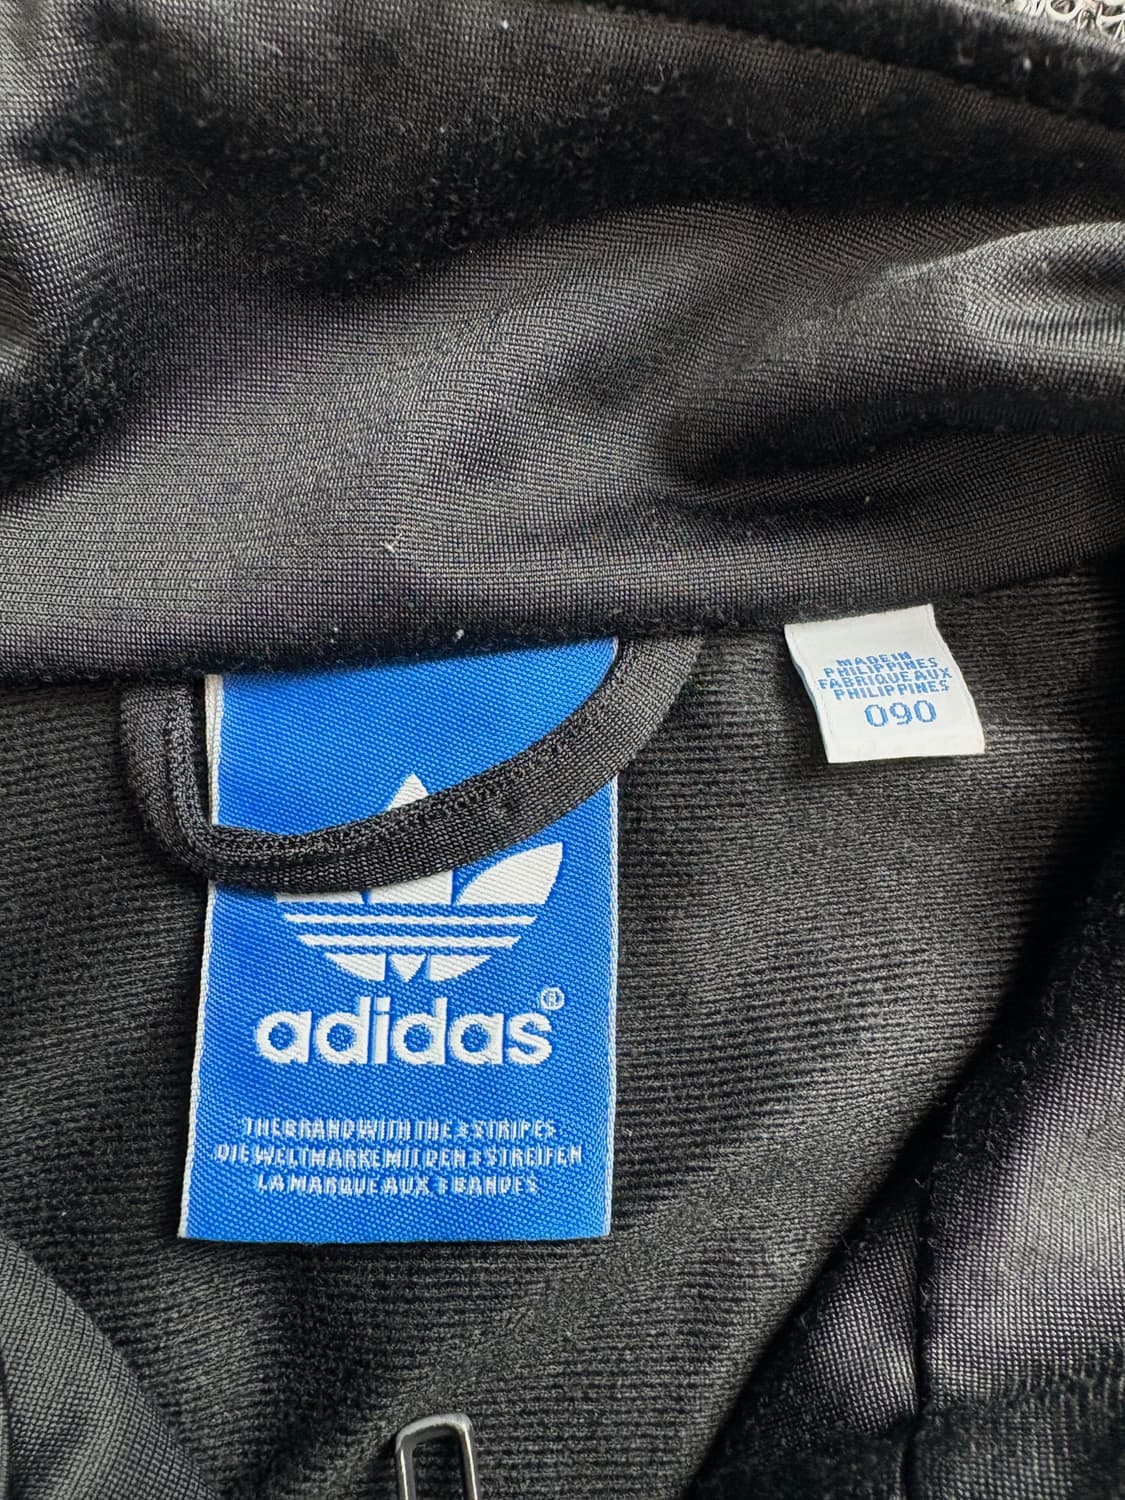 MADE IN
PHILIPPINES
FABRIQUE AUX
PHILIPPINES
090
adidas®
THE BRAND WITH THE 3 STRIPES
DIE WELTMARKE MIT DEN 3 STREIFEN
LA MARQUE AUX 3 BANDES